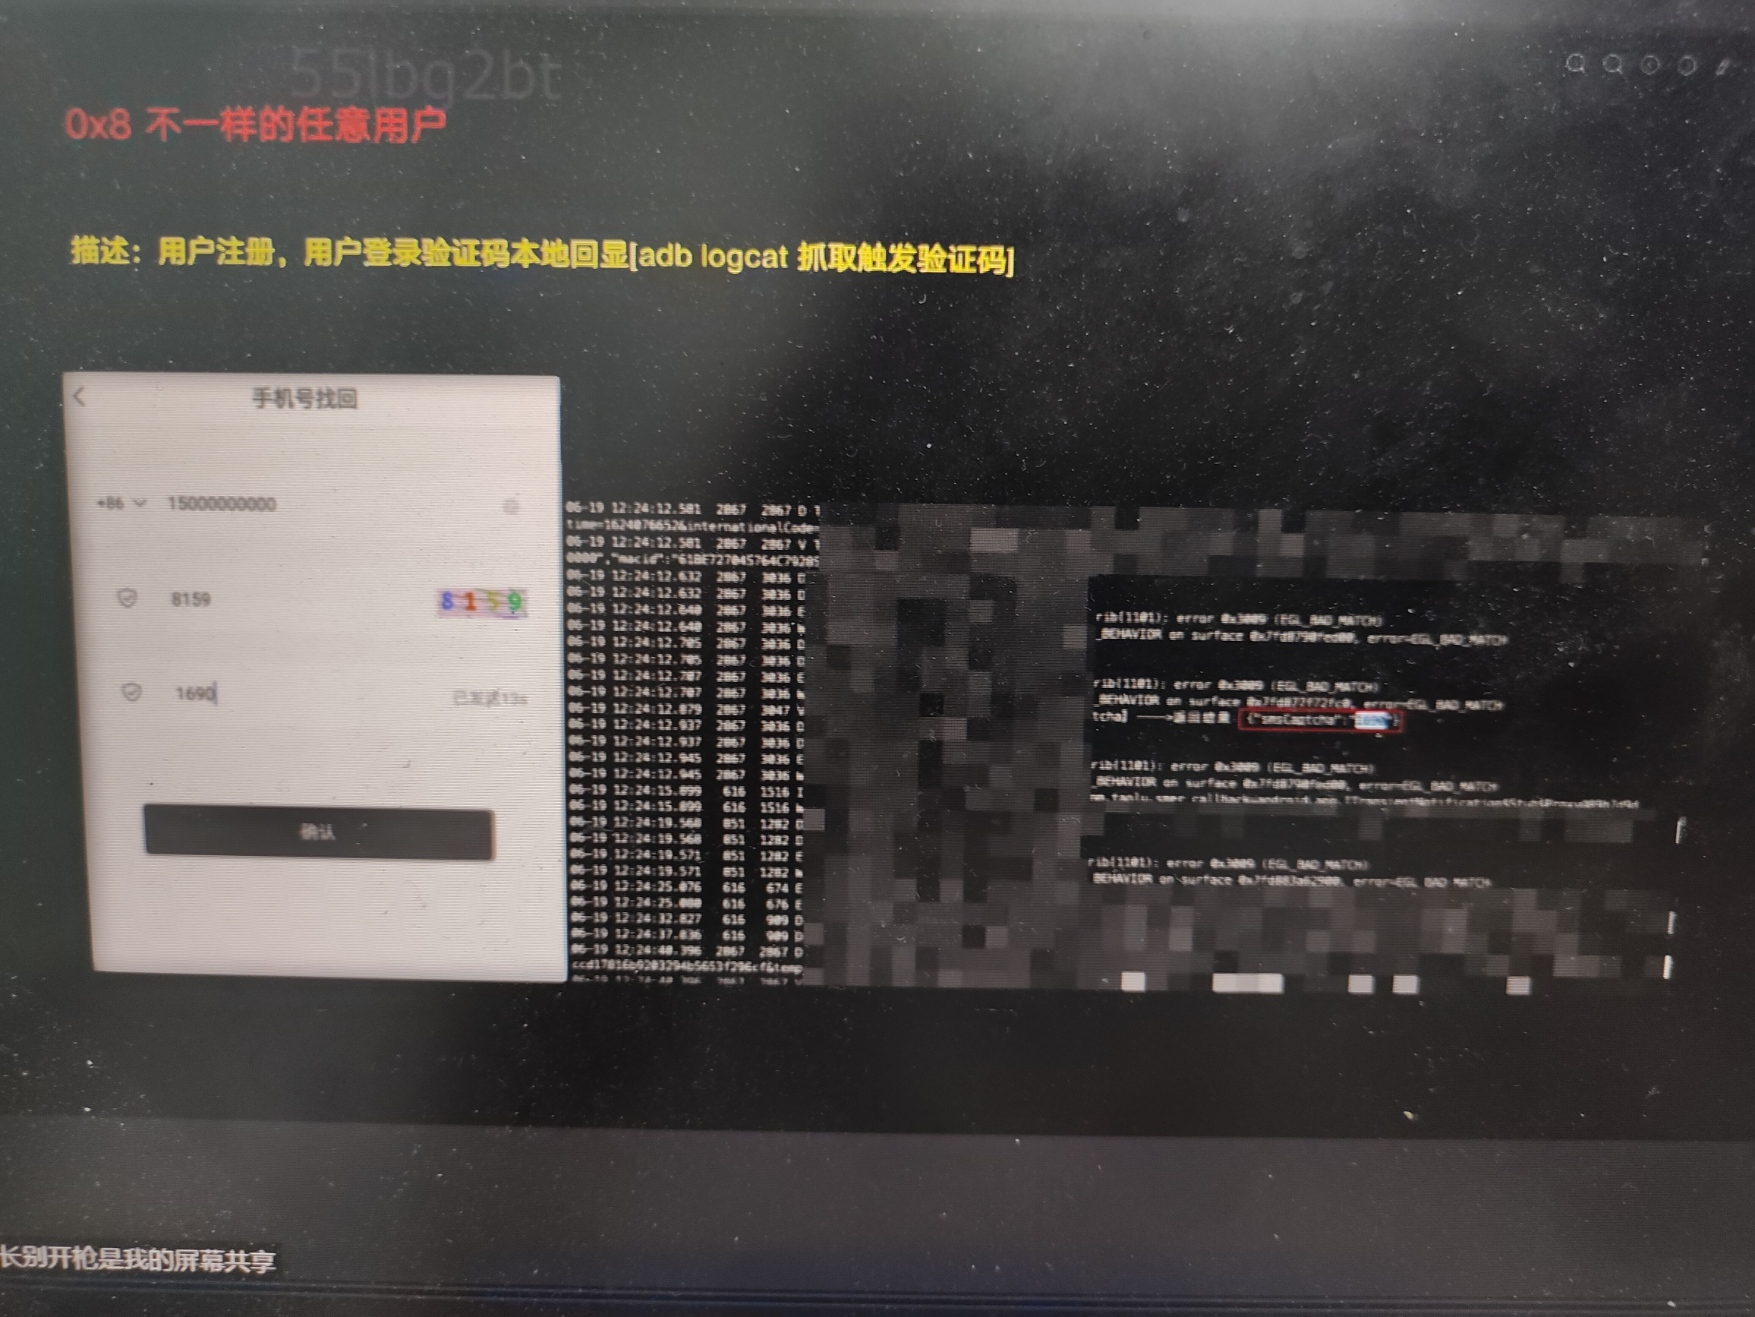 55lbg2bt
0x8 不一样的任意用户
描述：用户注册，用户登录验证码本地回显[adb logcat 抓取触发验证码]
手机号找回
+86 15000000000
8159 8159
1690 已发送13s
确认
06-19 12:24:12.501 2867 2867 D T
time=1624076652&internationalCode=
06-19 12:24:12.501 2867 2867 V T
0000","macid":"61BE727045764C79285
06-19 12:24:12.632 2867 3036 D
06-19 12:24:12.632 2867 3036 D
06-19 12:24:12.640 2867 3036 E
rib[1101]: error 0x3009 (EGL_BAD_MATCH)
06-19 12:24:12.640 2867 3036 W
_BEHAVIOR on surface 0x7fd8790fed00, error=EGL_BAD_MATCH
06-19 12:24:12.705 2867 3036 D
06-19 12:24:12.705 2867 3036 D
06-19 12:24:12.707 2867 3036 E
rib[1101]: error 0x3009 (EGL_BAD_MATCH)
06-19 12:24:12.707 2867 3036 W
_BEHAVIOR on surface 0x7fd872f72fc0, error=EGL_BAD_MATCH
06-19 12:24:12.879 2867 3047 V
tcha] ---->返回结果 {"smsCaptcha":"1690"}
06-19 12:24:12.937 2867 3036 D
06-19 12:24:12.937 2867 3036 D
06-19 12:24:12.945 2867 3036 E
rib[1101]: error 0x3009 (EGL_BAD_MATCH)
06-19 12:24:12.945 2867 3036 W
_BEHAVIOR on surface 0x7fd8790fed00, error=EGL_BAD_MATCH
06-19 12:24:15.099 616 1516 I
06-19 12:24:15.099 616 1516 W
06-19 12:24:19.560 851 1282 D
06-19 12:24:19.560 851 1282 D
06-19 12:24:19.571 851 1282 E
rib[1101]: error 0x3009 (EGL_BAD_MATCH)
06-19 12:24:19.571 851 1282 W
_BEHAVIOR on surface 0x7fd883a62900, error=EGL_BAD_MATCH
06-19 12:24:25.076 616 674 E
06-19 12:24:25.080 616 676 E
06-19 12:24:32.827 616 909 D
06-19 12:24:37.836 616 909 D
06-19 12:24:40.396 2867 2867 D
ccd17816b9203294b5653f296cf&temp
长别开枪是我的屏幕共享